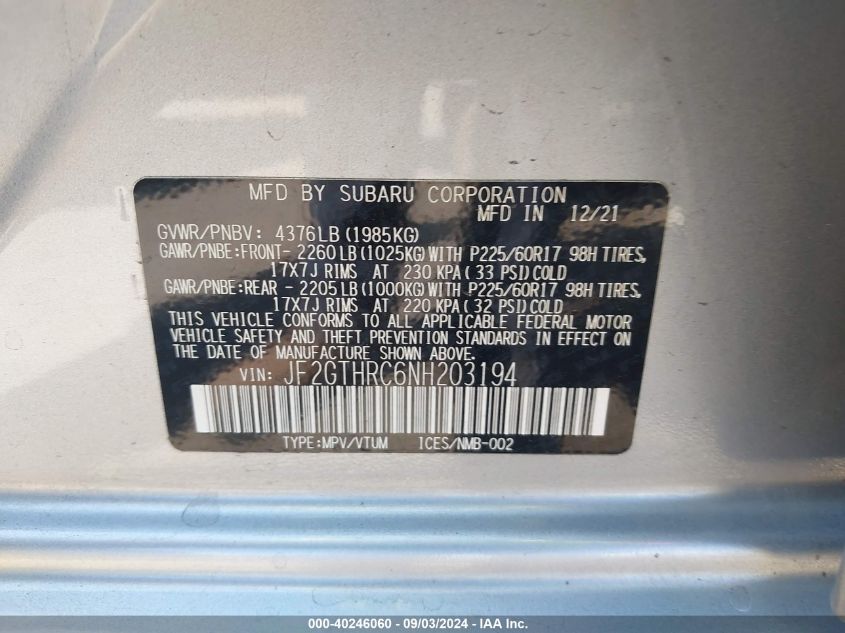 MFD BY SUBARU CORPORATION
MFD IN 12/21
GVWR/PNBV: 4376LB (1985KG)
GAWR/PNBE:FRONT- 2260LB (1025KG) WITH P225/60R17 98H TIRES,
17X7J RIMS AT 230 KPA ( 33 PSI) COLD
GAWR/PNBE:REAR - 2205LB (1000KG) WITH P225/60R17 98H TIRES,
17X7J RIMS AT 220 KPA ( 32 PSI) COLD
THIS VEHICLE CONFORMS TO ALL APPLICABLE FEDERAL MOTOR
VEHICLE SAFETY AND THEFT PREVENTION STANDARDS IN EFFECT ON
THE DATE OF MANUFACTURE SHOWN ABOVE.
VIN: JF2GTHRC6NH203194
TYPE:MPV/VTUM ICES/NMB-002
000-40246060 - 09/03/2024 - IAA Inc.